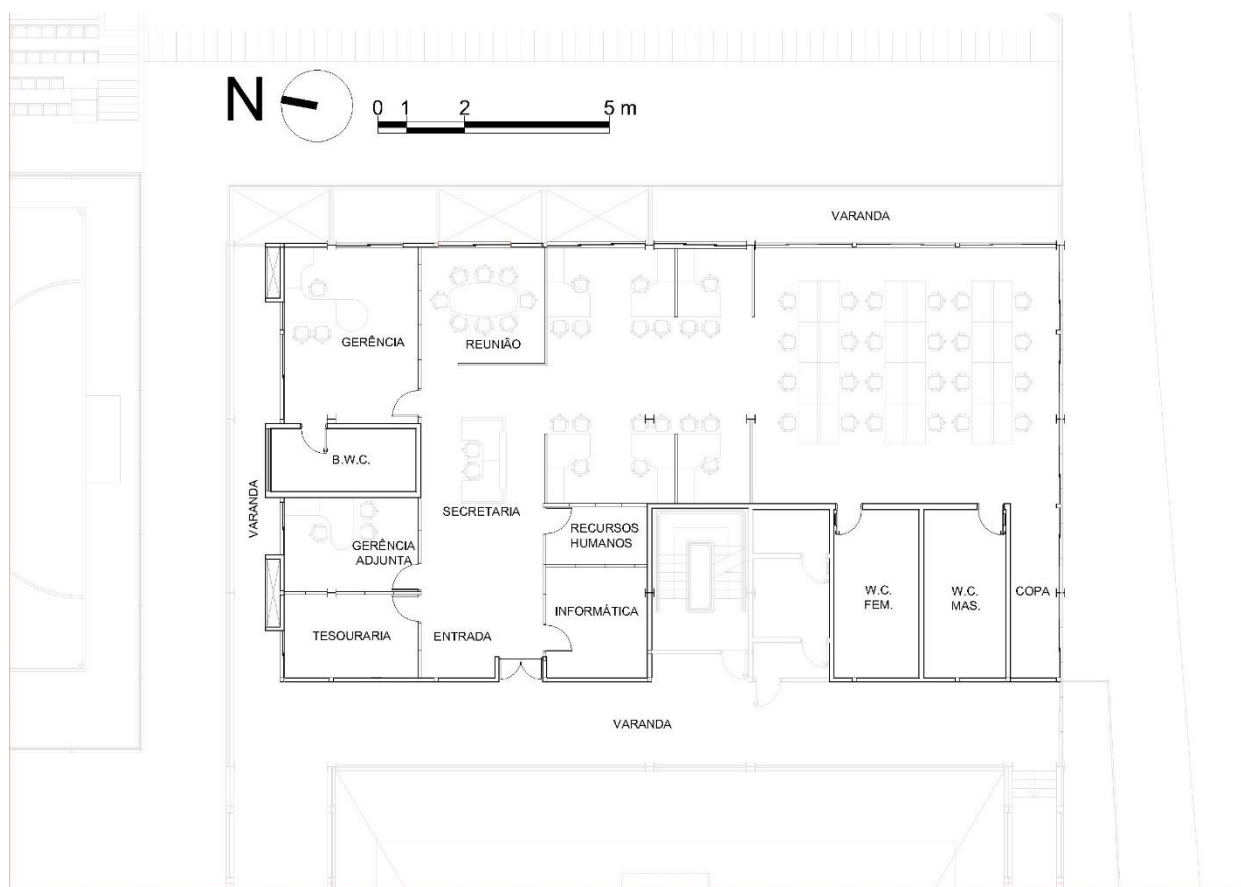 N
0 1 2 5 m
VARANDA
GERÊNCIA
REUNIÃO
B.W.C.
VARANDA
SECRETARIA
RECURSOS
HUMANOS
GERÊNCIA
ADJUNTA
INFORMÁTICA
W.C.
FEM.
W.C.
MAS.
COPA
TESOURARIA
ENTRADA
VARANDA